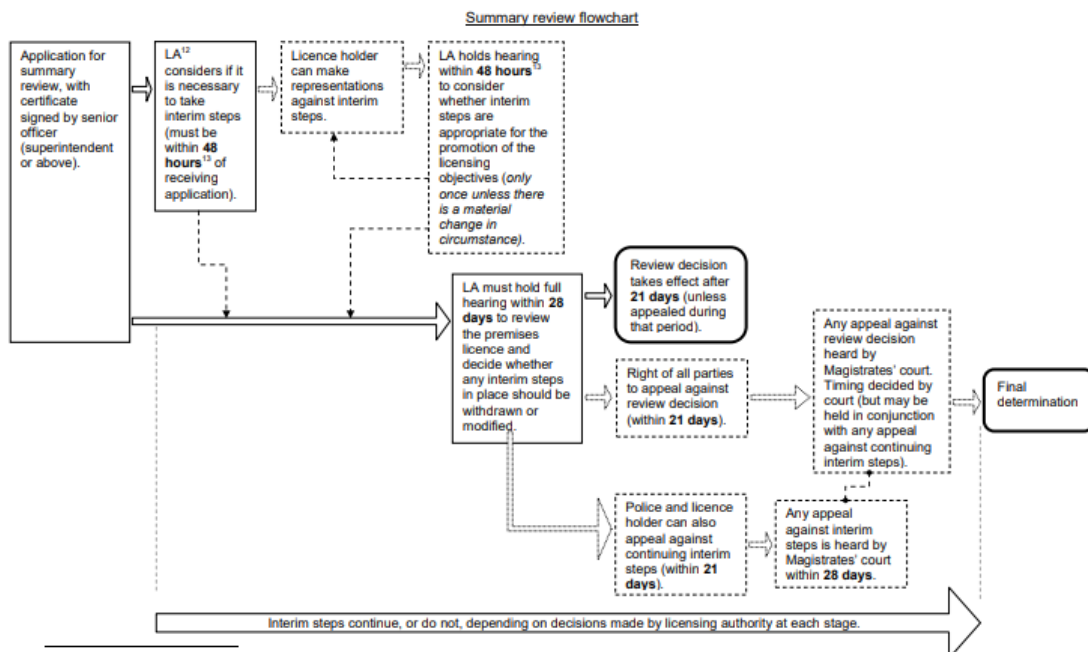 Summary review flowchart
Application for
summary
review, with
certificate
signed by senior
officer
(superintendent
or above).
LA12
considers if it is
necessary to
take interim
steps
(must be
within 48
hours13 of
receiving
application).
Licence holder
can make
representations
against interim
steps.
LA holds hearing
within 48 hours13
to consider
whether interim
steps are
appropriate for the
promotion of the
licensing
objectives (only
once unless there
is a material
change in
circumstance).
LA must hold full
hearing within 28
days to review
the premises
licence and
decide whether
any interim steps
in place should be
withdrawn or
modified.
Review decision
takes effect after
21 days (unless
appealed during
that period).
Right of all parties
to appeal against
review decision
(within 21 days).
Any appeal against
review decision
heard by
Magistrates' court.
Timing decided by
court (but may be
held in conjunction
with any appeal
against continuing
interim steps).
Final
determination
Police and licence
holder can also
appeal against
continuing interim
steps (within 21
days).
Any appeal
against interim
steps is heard by
Magistrates' court
within 28 days.
Interim steps continue, or do not, depending on decisions made by licensing authority at each stage.